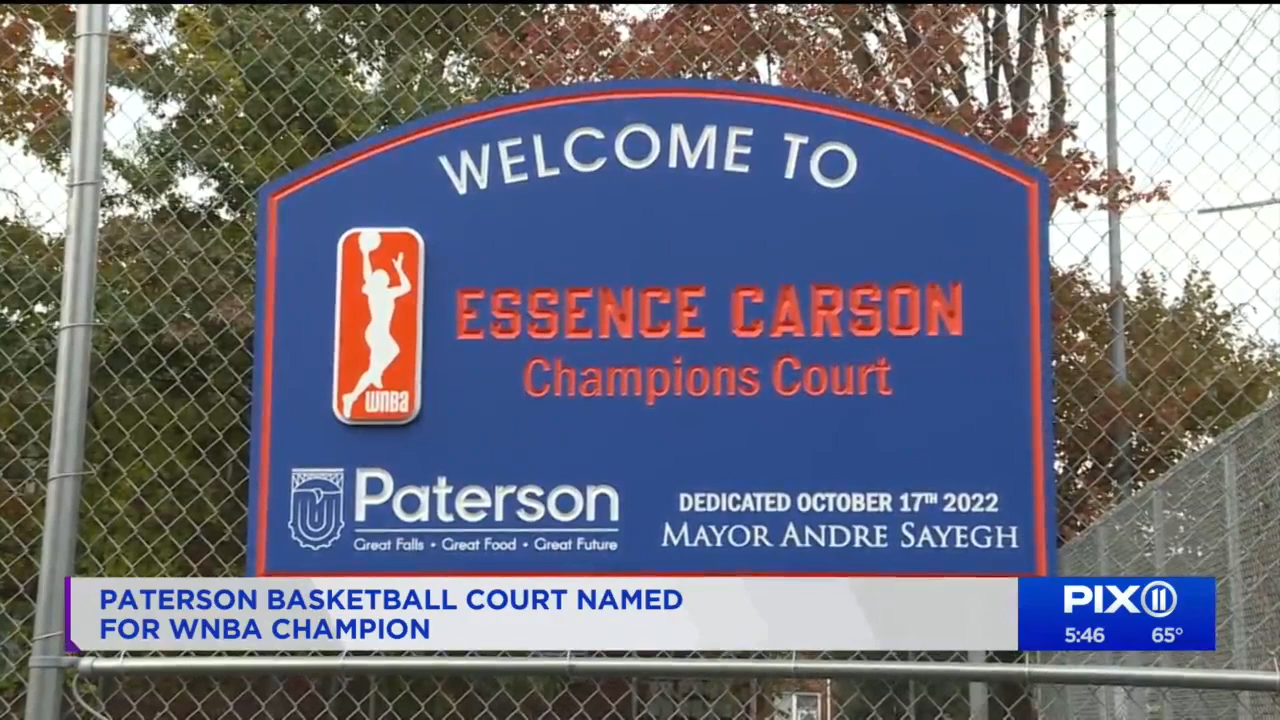 WELCOME TO
ESSENCE CARSON
Champions Court
WNBA
Paterson
Great Falls • Great Food • Great Future
DEDICATED OCTOBER 17TH 2022
MAYOR ANDRE SAYEGH
PATERSON BASKETBALL COURT NAMED
FOR WNBA CHAMPION
PIX11
5:46 65°